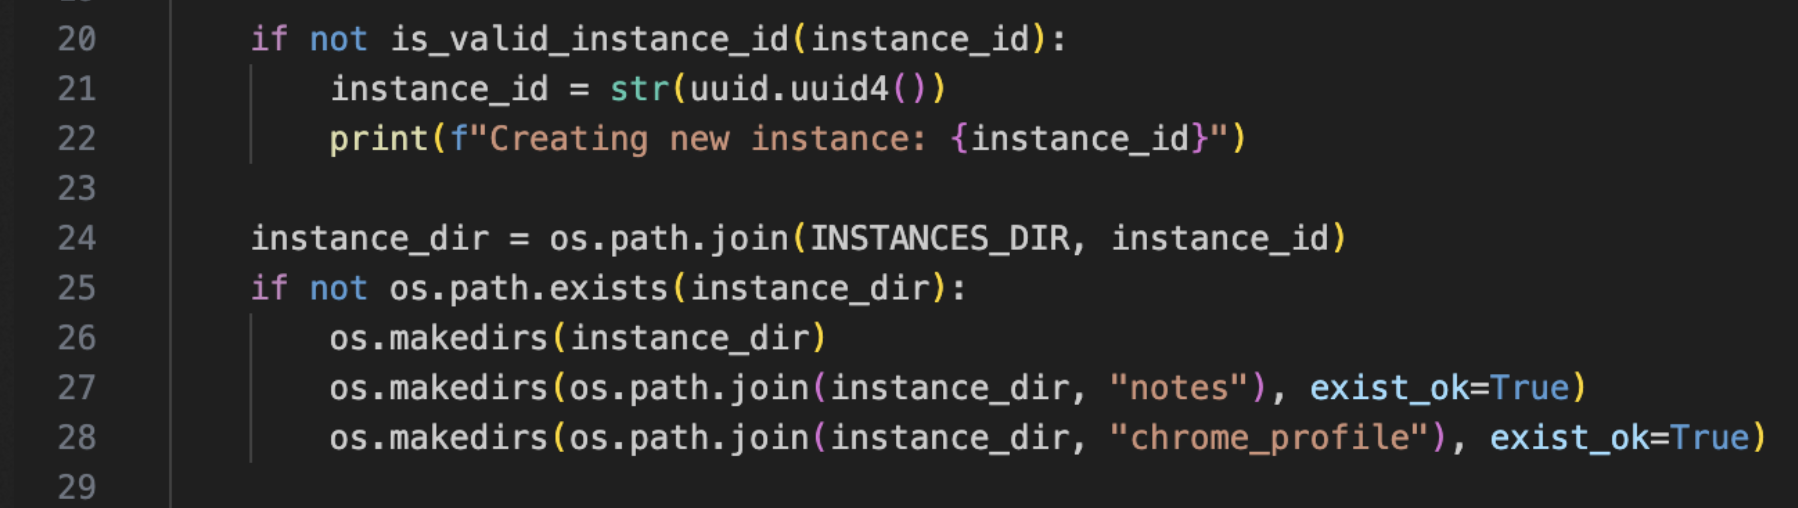 20 if not is_valid_instance_id(instance_id):
21 instance_id = str(uuid.uuid4())
22 print(f"Creating new instance: {instance_id}")
23
24 instance_dir = os.path.join(INSTANCES_DIR, instance_id)
25 if not os.path.exists(instance_dir):
26 os.makedirs(instance_dir)
27 os.makedirs(os.path.join(instance_dir, "notes"), exist_ok=True)
28 os.makedirs(os.path.join(instance_dir, "chrome_profile"), exist_ok=True)
29